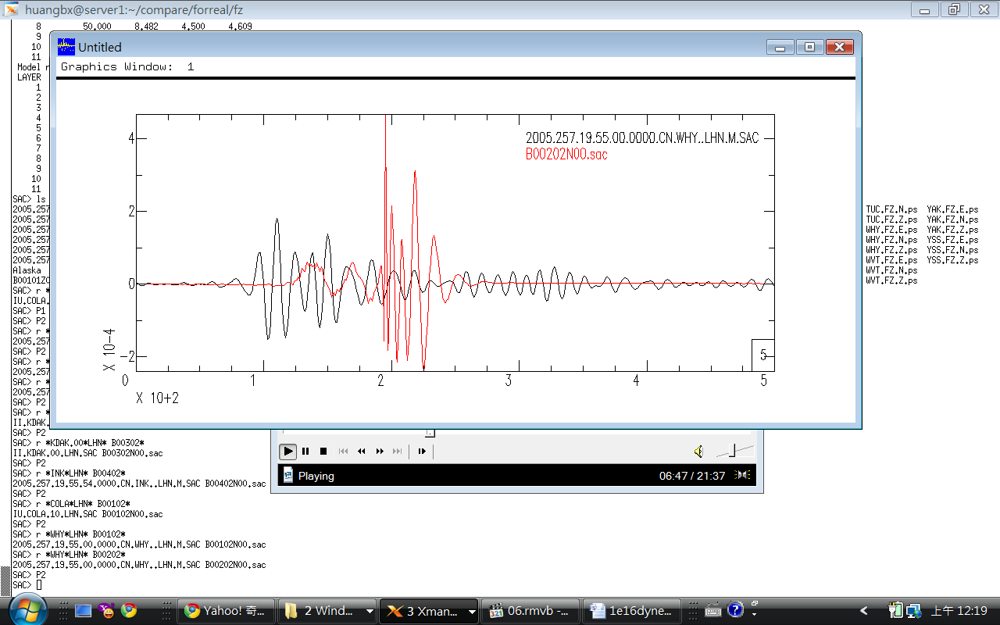 huangbx@server1:~/compare/forreal/fz
8 50.000 8.482 4.500 4.609
9
10
11
Model r
LAYER
1
2
3
4
5
6
7
8
9
10
11
SAC> ls
2005.257
2005.257
2005.257
2005.257
2005.257
2005.257
Alaska
B00101ZO
SAC> r *
IU.COLA.
SAC> P1
SAC> P2
SAC> r *
2005.257
SAC> P2
SAC> r *
2005.257
SAC> r *
2005.257
SAC> P2
SAC> r *
II.KDAK.
SAC> P2
SAC> r *KDAK.00*LHN* B00302*
II.KDAK.00.LHN.SAC B00302N00.sac
SAC> P2
SAC> r *INK*LHN* B00402*
2005.257.19.55.54.0000.CN.INK..LHN.M.SAC B00402N00.sac
SAC> P2
SAC> r *COLA*LHN* B00102*
IU.COLA.10.LHN.SAC B00102N00.sac
SAC> P2
SAC> r *WHY*LHN* B00102*
2005.257.19.55.00.0000.CN.WHY..LHN.M.SAC B00102N00.sac
SAC> r *WHY*LHN* B00202*
2005.257.19.55.00.0000.CN.WHY..LHN.M.SAC B00202N00.sac
SAC> P2
SAC>
TUC.FZ.N.ps YAK.FZ.E.ps
TUC.FZ.Z.ps YAK.FZ.N.ps
WHY.FZ.E.ps YAK.FZ.Z.ps
WHY.FZ.N.ps YSS.FZ.E.ps
WHY.FZ.Z.ps YSS.FZ.N.ps
WVT.FZ.E.ps YSS.FZ.Z.ps
WVT.FZ.N.ps
WVT.FZ.Z.ps
Untitled
Graphics Window: 1
2005.257.19.55.00.0000.CN.WHY..LHN.M.SAC
B00202N00.sac
4
2
0
-2
X 10-4
0 1 2 3 4 5
X 10+2
5
Playing 06:47 / 21:37
Yahoo! 奇...
2 Wind...
3 Xman...
321
06.rmvb -...
1e16dyne...
上午 12:19